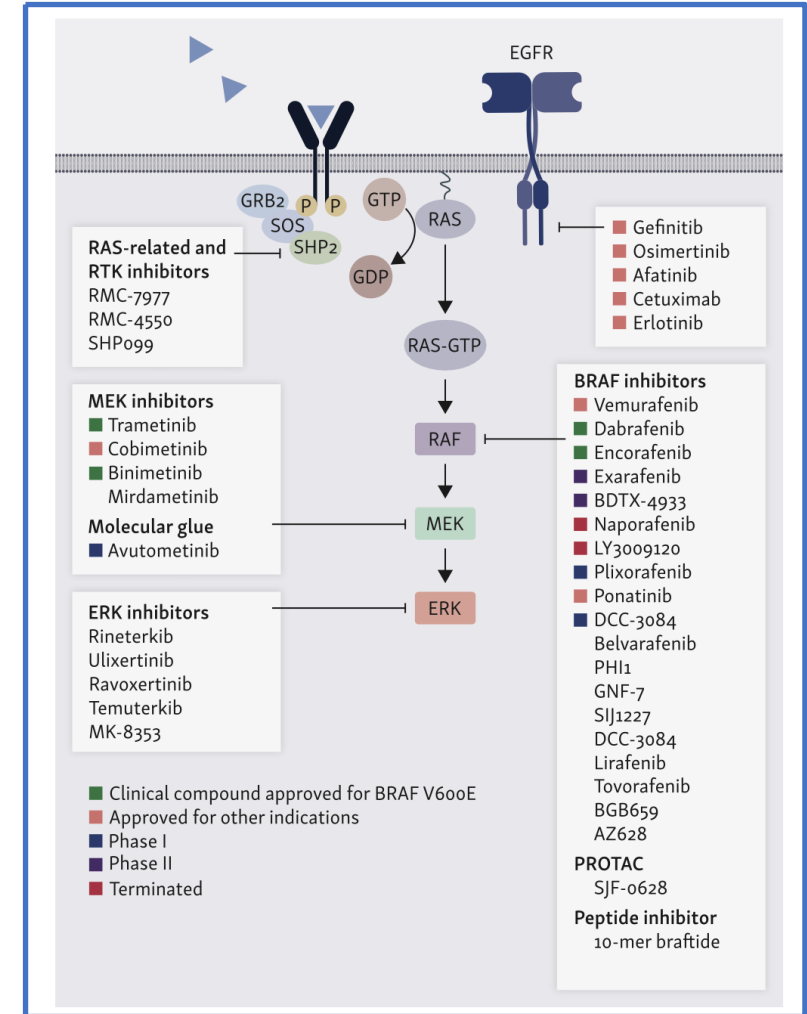 EGFR
GRB2
P
P
SOS
SHP2
GTP
GDP
RAS
RAS-related and
RTK inhibitors
RMC-7977
RMC-4550
SHP099
Gefinitib
Osimertinib
Afatinib
Cetuximab
Erlotinib
RAS-GTP
MEK inhibitors
Trametinib
Cobimetinib
Binimetinib
Mirdametinib
Molecular glue
Avutometinib
RAF
MEK
ERK
BRAF inhibitors
Vemurafenib
Dabrafenib
Encorafenib
Exarafenib
BDTX-4933
Naporafenib
LY3009120
Plixorafenib
Ponatinib
DCC-3084
Belvarafenib
PHI1
GNF-7
SIJ1227
DCC-3084
Lirafenib
Tovorafenib
BGB659
AZ628
PROTAC
SJF-0628
Peptide inhibitor
10-mer braftide
ERK inhibitors
Rineterkib
Ulixertinib
Ravoxertinib
Temuterkib
MK-8353
Clinical compound approved for BRAF V600E
Approved for other indications
Phase I
Phase II
Terminated